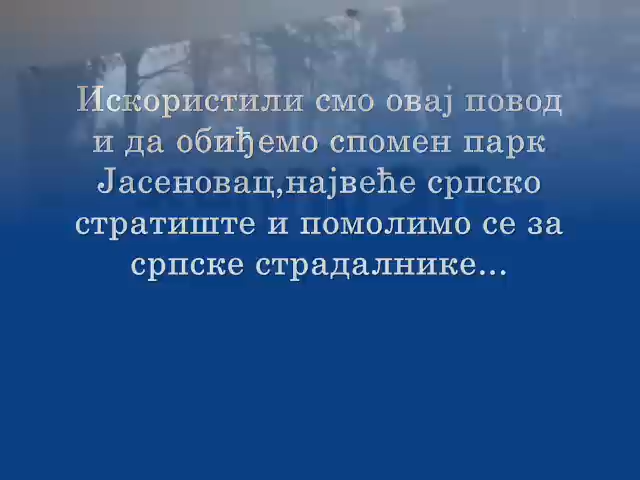 Искористили смо овај повод
и да обиђемо спомен парк
Јасеновац,највеће српско
стратиште и помолимо се за
српске страдалнике...